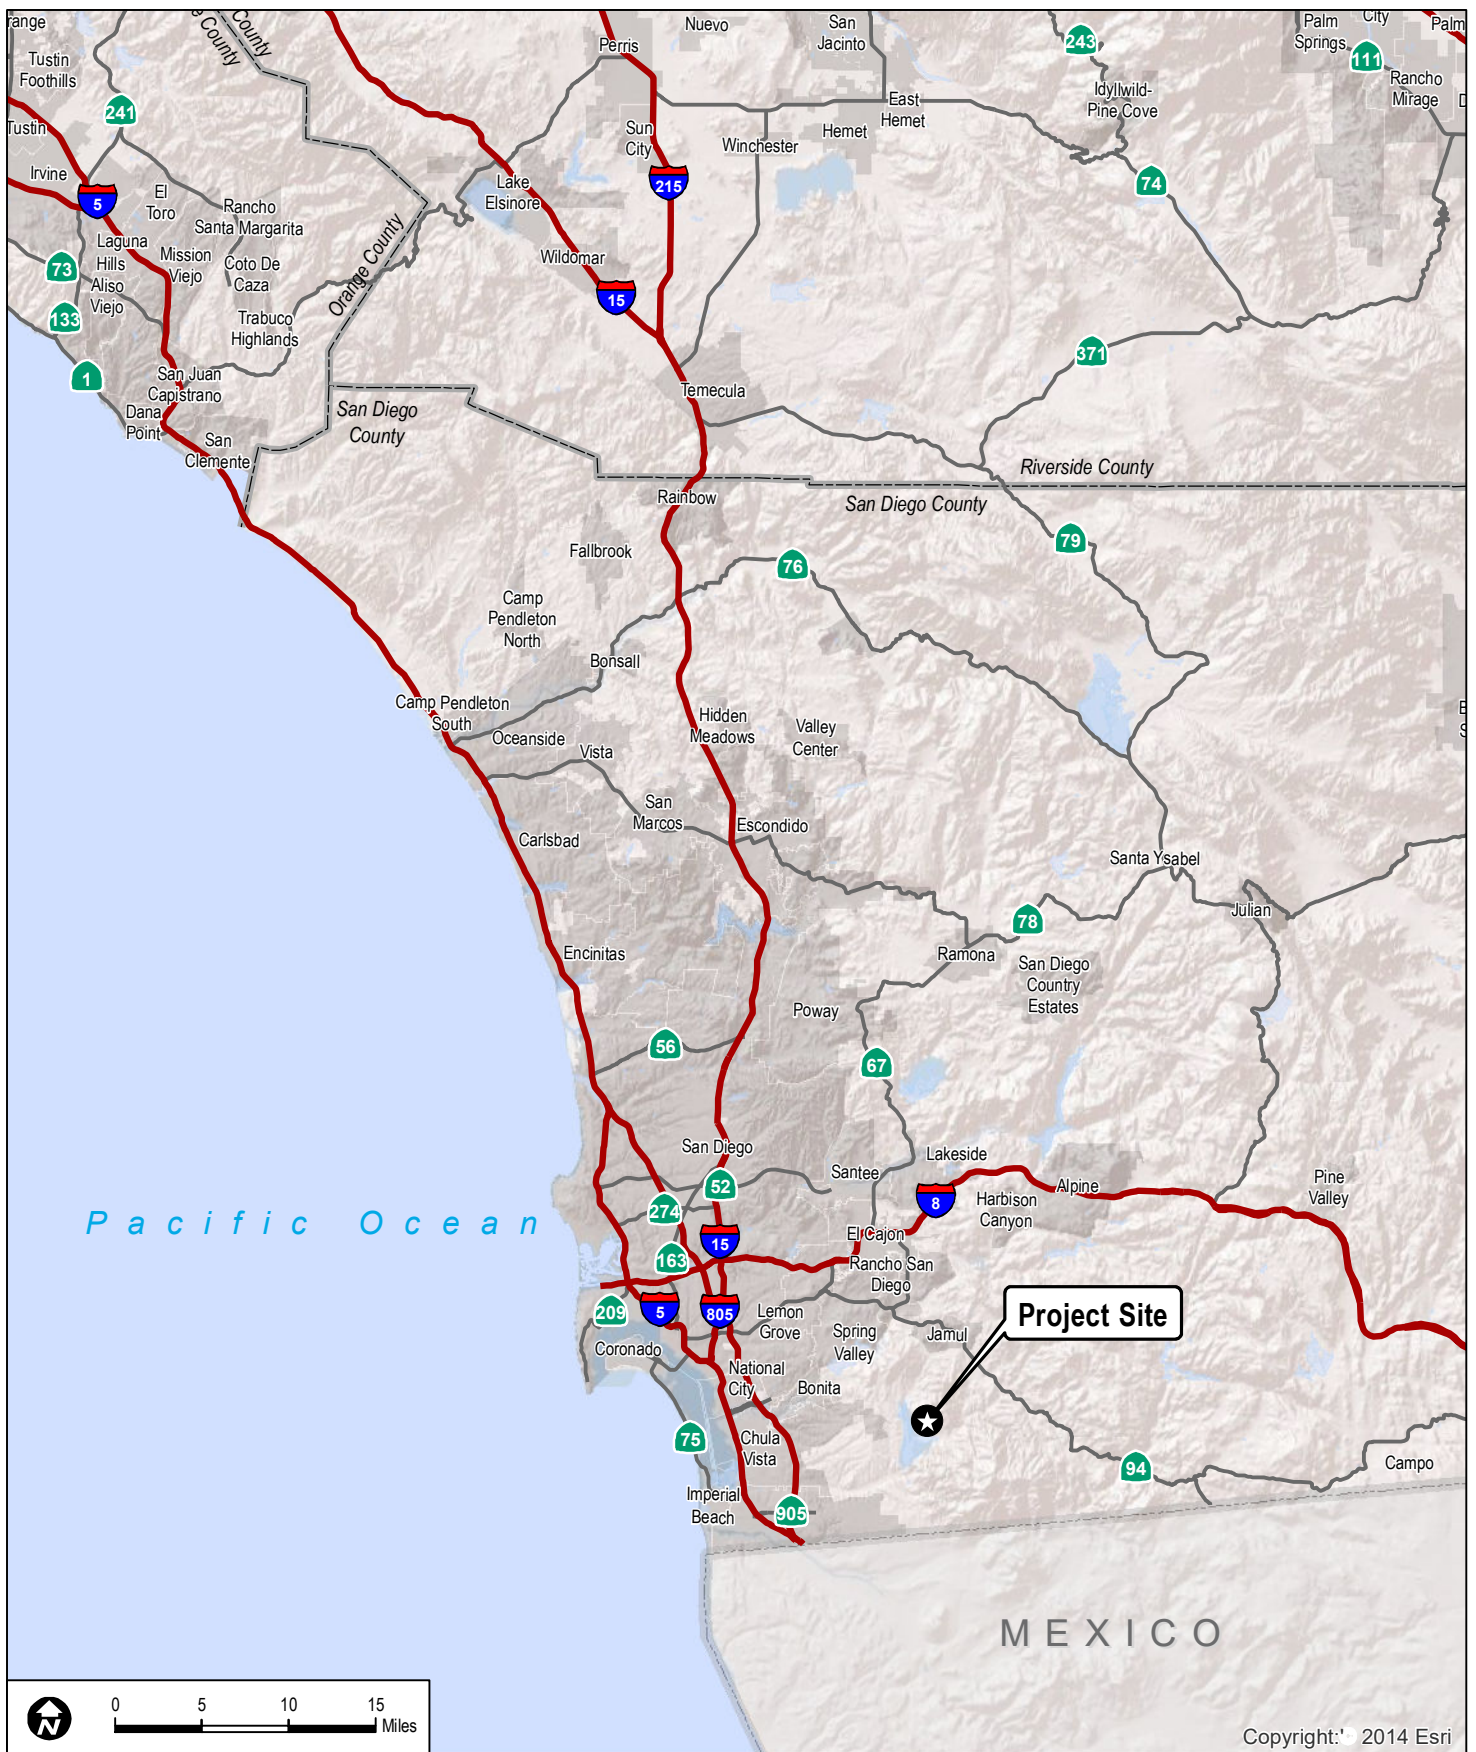 range
County
e County
Perris
Nuevo
San
Jacinto
243
Palm
Springs
City
Palm
111
Tustin
Foothills
Rancho
Mirage
D
241
Idyllwild-
Pine Cove
East
Hemet
Tustin
Sun
City
Hemet
Winchester
Irvine
5
El
Toro
Lake
Elsinore
215
74
Rancho
Santa Margarita
Laguna
Hills
Mission
Viejo
Coto De
Caza
Aliso
Viejo
73
Orange County
Wildomar
15
133
Trabuco
Highlands
371
1
San Juan
Capistrano
Temecula
Dana
Point
San Diego
County
San
Clemente
Riverside County
Rainbow
San Diego County
79
Fallbrook
76
Camp
Pendleton
North
Bonsall
Camp Pendleton
South
Hidden
Meadows
Valley
Center
E
S
Oceanside
Vista
San
Marcos
Escondido
Carlsbad
Santa Ysabel
Julian
78
Encinitas
Ramona
San Diego
Country
Estates
Poway
56
67
San Diego
Lakeside
Santee
52
8
Alpine
Harbison
Canyon
Pine
Valley
Pacific Ocean
274
El Cajon
15
163
Rancho San
Diego
209
5
805
Lemon
Grove
Project Site
Spring
Valley
Jamul
Coronado
National
City
Bonita
75
Chula
Vista
94
Campo
Imperial
Beach
905
MEXICO
0 5 10 15
Miles
N
Copyright:© 2014 Esri